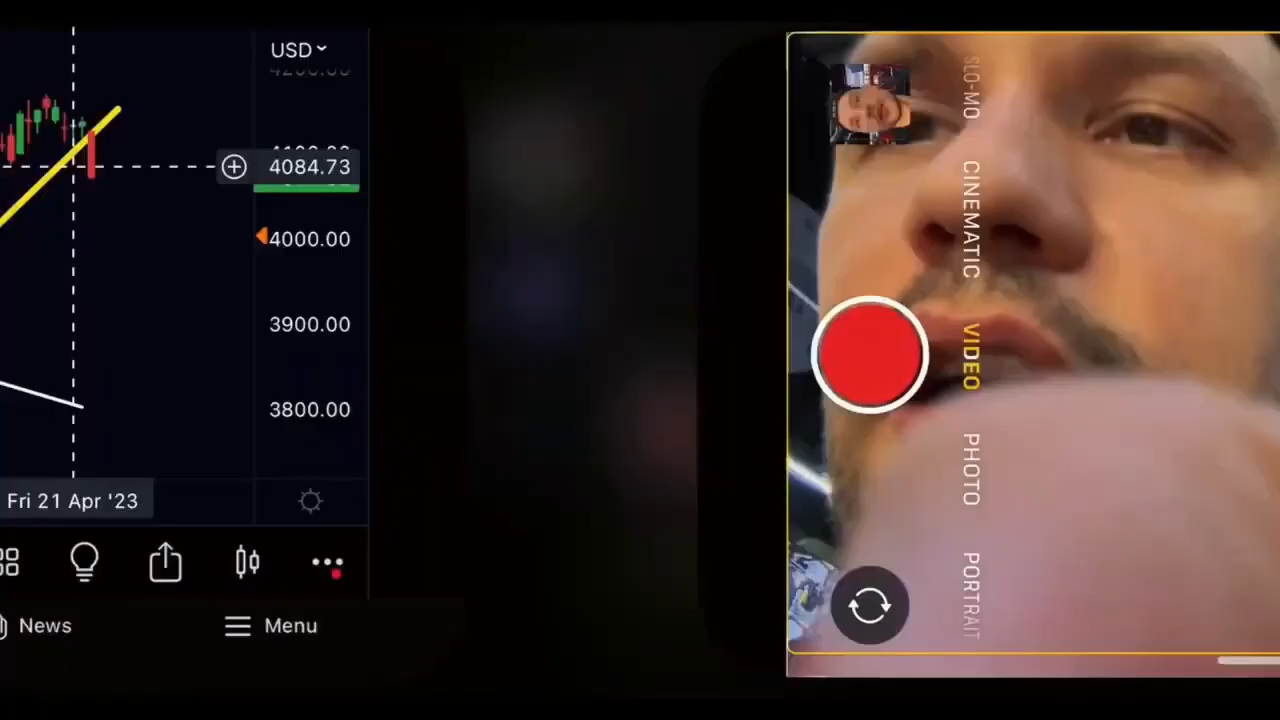 USD
4084.73
4000.00
3900.00
3800.00
Fri 21 Apr '23
News
Menu
SLO-MO
CINEMATIC
VIDEO
PHOTO
PORTRAIT